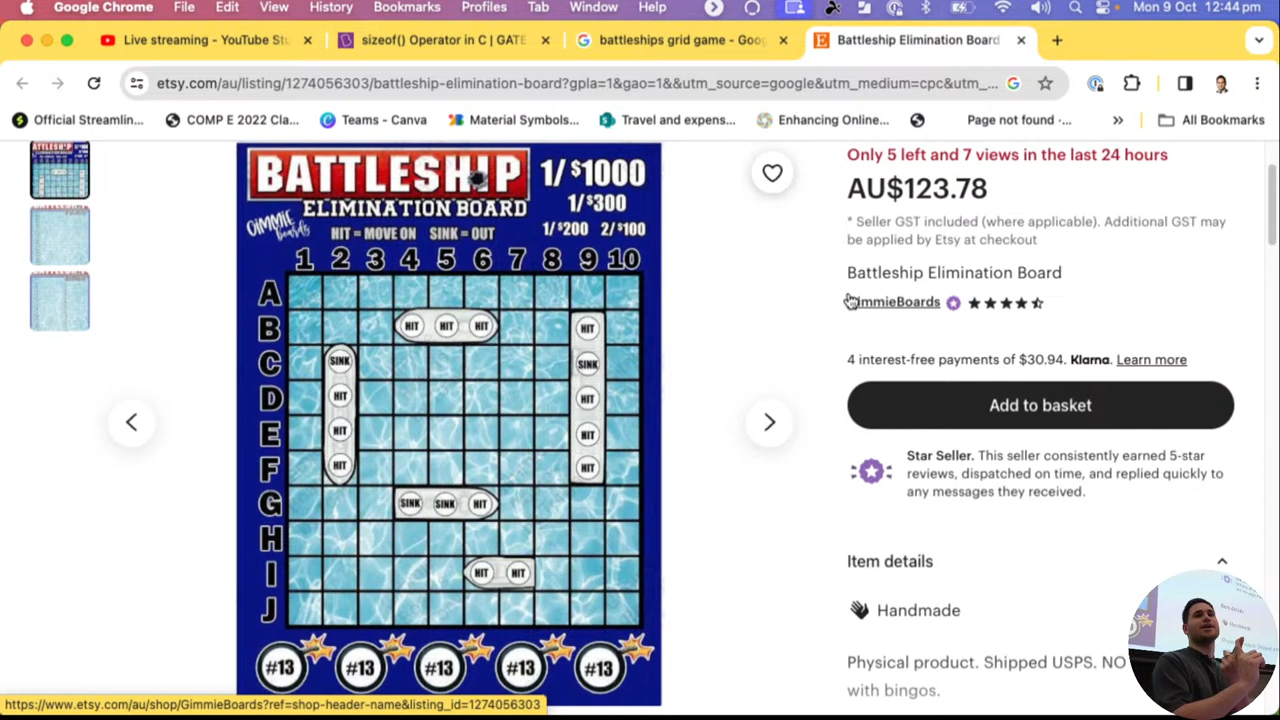 Google Chrome File Edit View History Bookmarks Profiles Tab Window Help Mon 9 Oct 12:44pm
Live streaming - YouTube Stu
sizeof() Operator in C | GATE
battleships grid game - Goog
Battleship Elimination Board
etsy.com/au/listing/1274056303/battleship-elimination-board?gpla=1&gao=1&&utm_source=google&utm_medium=cpc&utm_...
Official Streamlin...
COMP E 2022 Cla...
Teams - Canva
Material Symbols...
Travel and expens...
Enhancing Online...
Page not found -...
All Bookmarks
BATTLESHIP
ELIMINATION BOARD
Gimmie Boards
HIT = MOVE ON SINK = OUT
1/$1000
1/$300
1/$200 2/$100
1 2 3 4 5 6 7 8 9 10
A
B HIT HIT HIT HIT
C SINK SINK
D HIT HIT
E HIT HIT
F HIT HIT
G SINK SINK HIT
H
I HIT HIT
J
#13 #13 #13 #13 #13
Only 5 left and 7 views in the last 24 hours
AU$123.78
* Seller GST included (where applicable). Additional GST may
be applied by Etsy at checkout
Battleship Elimination Board
GimmieBoards
4 interest-free payments of $30.94. Klarna. Learn more
Add to basket
Star Seller. This seller consistently earned 5-star
reviews, dispatched on time, and replied quickly to
any messages they received.
Item details
Handmade
Physical product. Shipped USPS. NO
with bingos.
https://www.etsy.com/au/shop/GimmieBoards?ref=shop-header-name&listing_id=1274056303